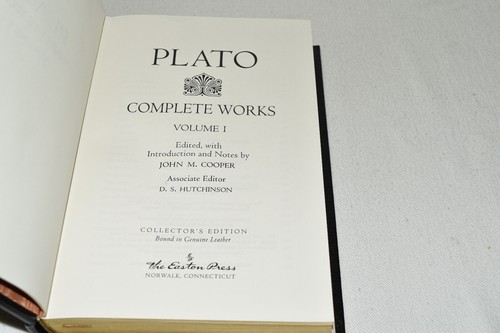 PLATO
COMPLETE WORKS
VOLUME I
Edited, with
Introduction and Notes by
JOHN M. COOPER
Associate Editor
D. S. HUTCHINSON
COLLECTOR'S EDITION
Bound in Genuine Leather
The Easton Press
NORWALK, CONNECTICUT